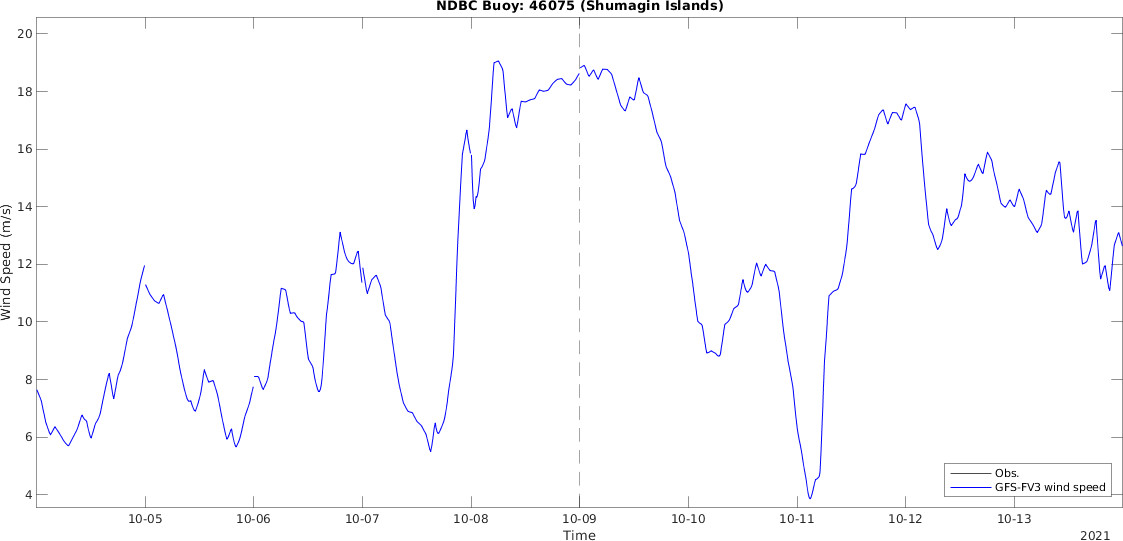 NDBC Buoy: 46075 (Shumagin Islands)
20
18
16
14
12
10
8
6
4
Wind Speed (m/s)
Obs.
GFS-FV3 wind speed
10-05 10-06 10-07 10-08 10-09 10-10 10-11 10-12 10-13
Time
2021